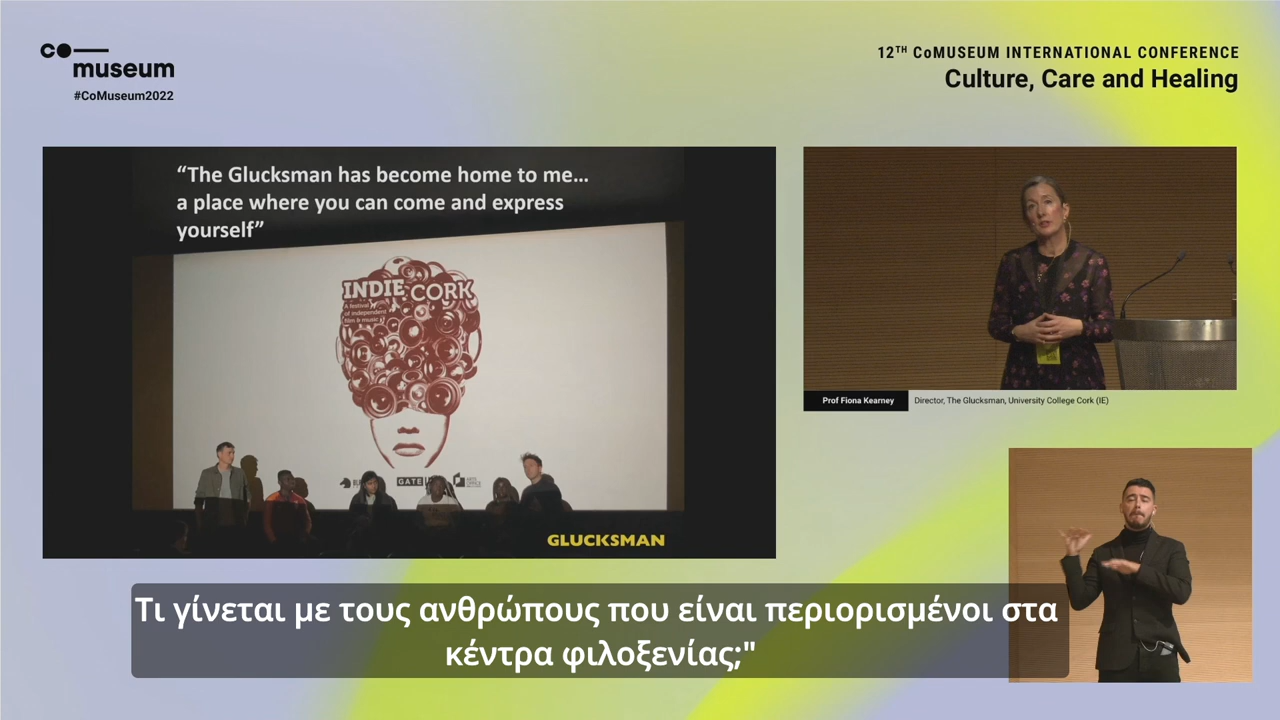 co museum
#CoMuseum2022
12TH CoMUSEUM INTERNATIONAL CONFERENCE
Culture, Care and Healing
“The Glucksman has become home to me...
a place where you can come and express
yourself”
INDIE CORK
A festival
of independent
film & music
GATE
GLUCKSMAN
Prof Fiona Kearney
Director, The Glucksman, University College Cork (IE)
Τι γίνεται με τους ανθρώπους που είναι περιορισμένοι στα
κέντρα φιλοξενίας;"